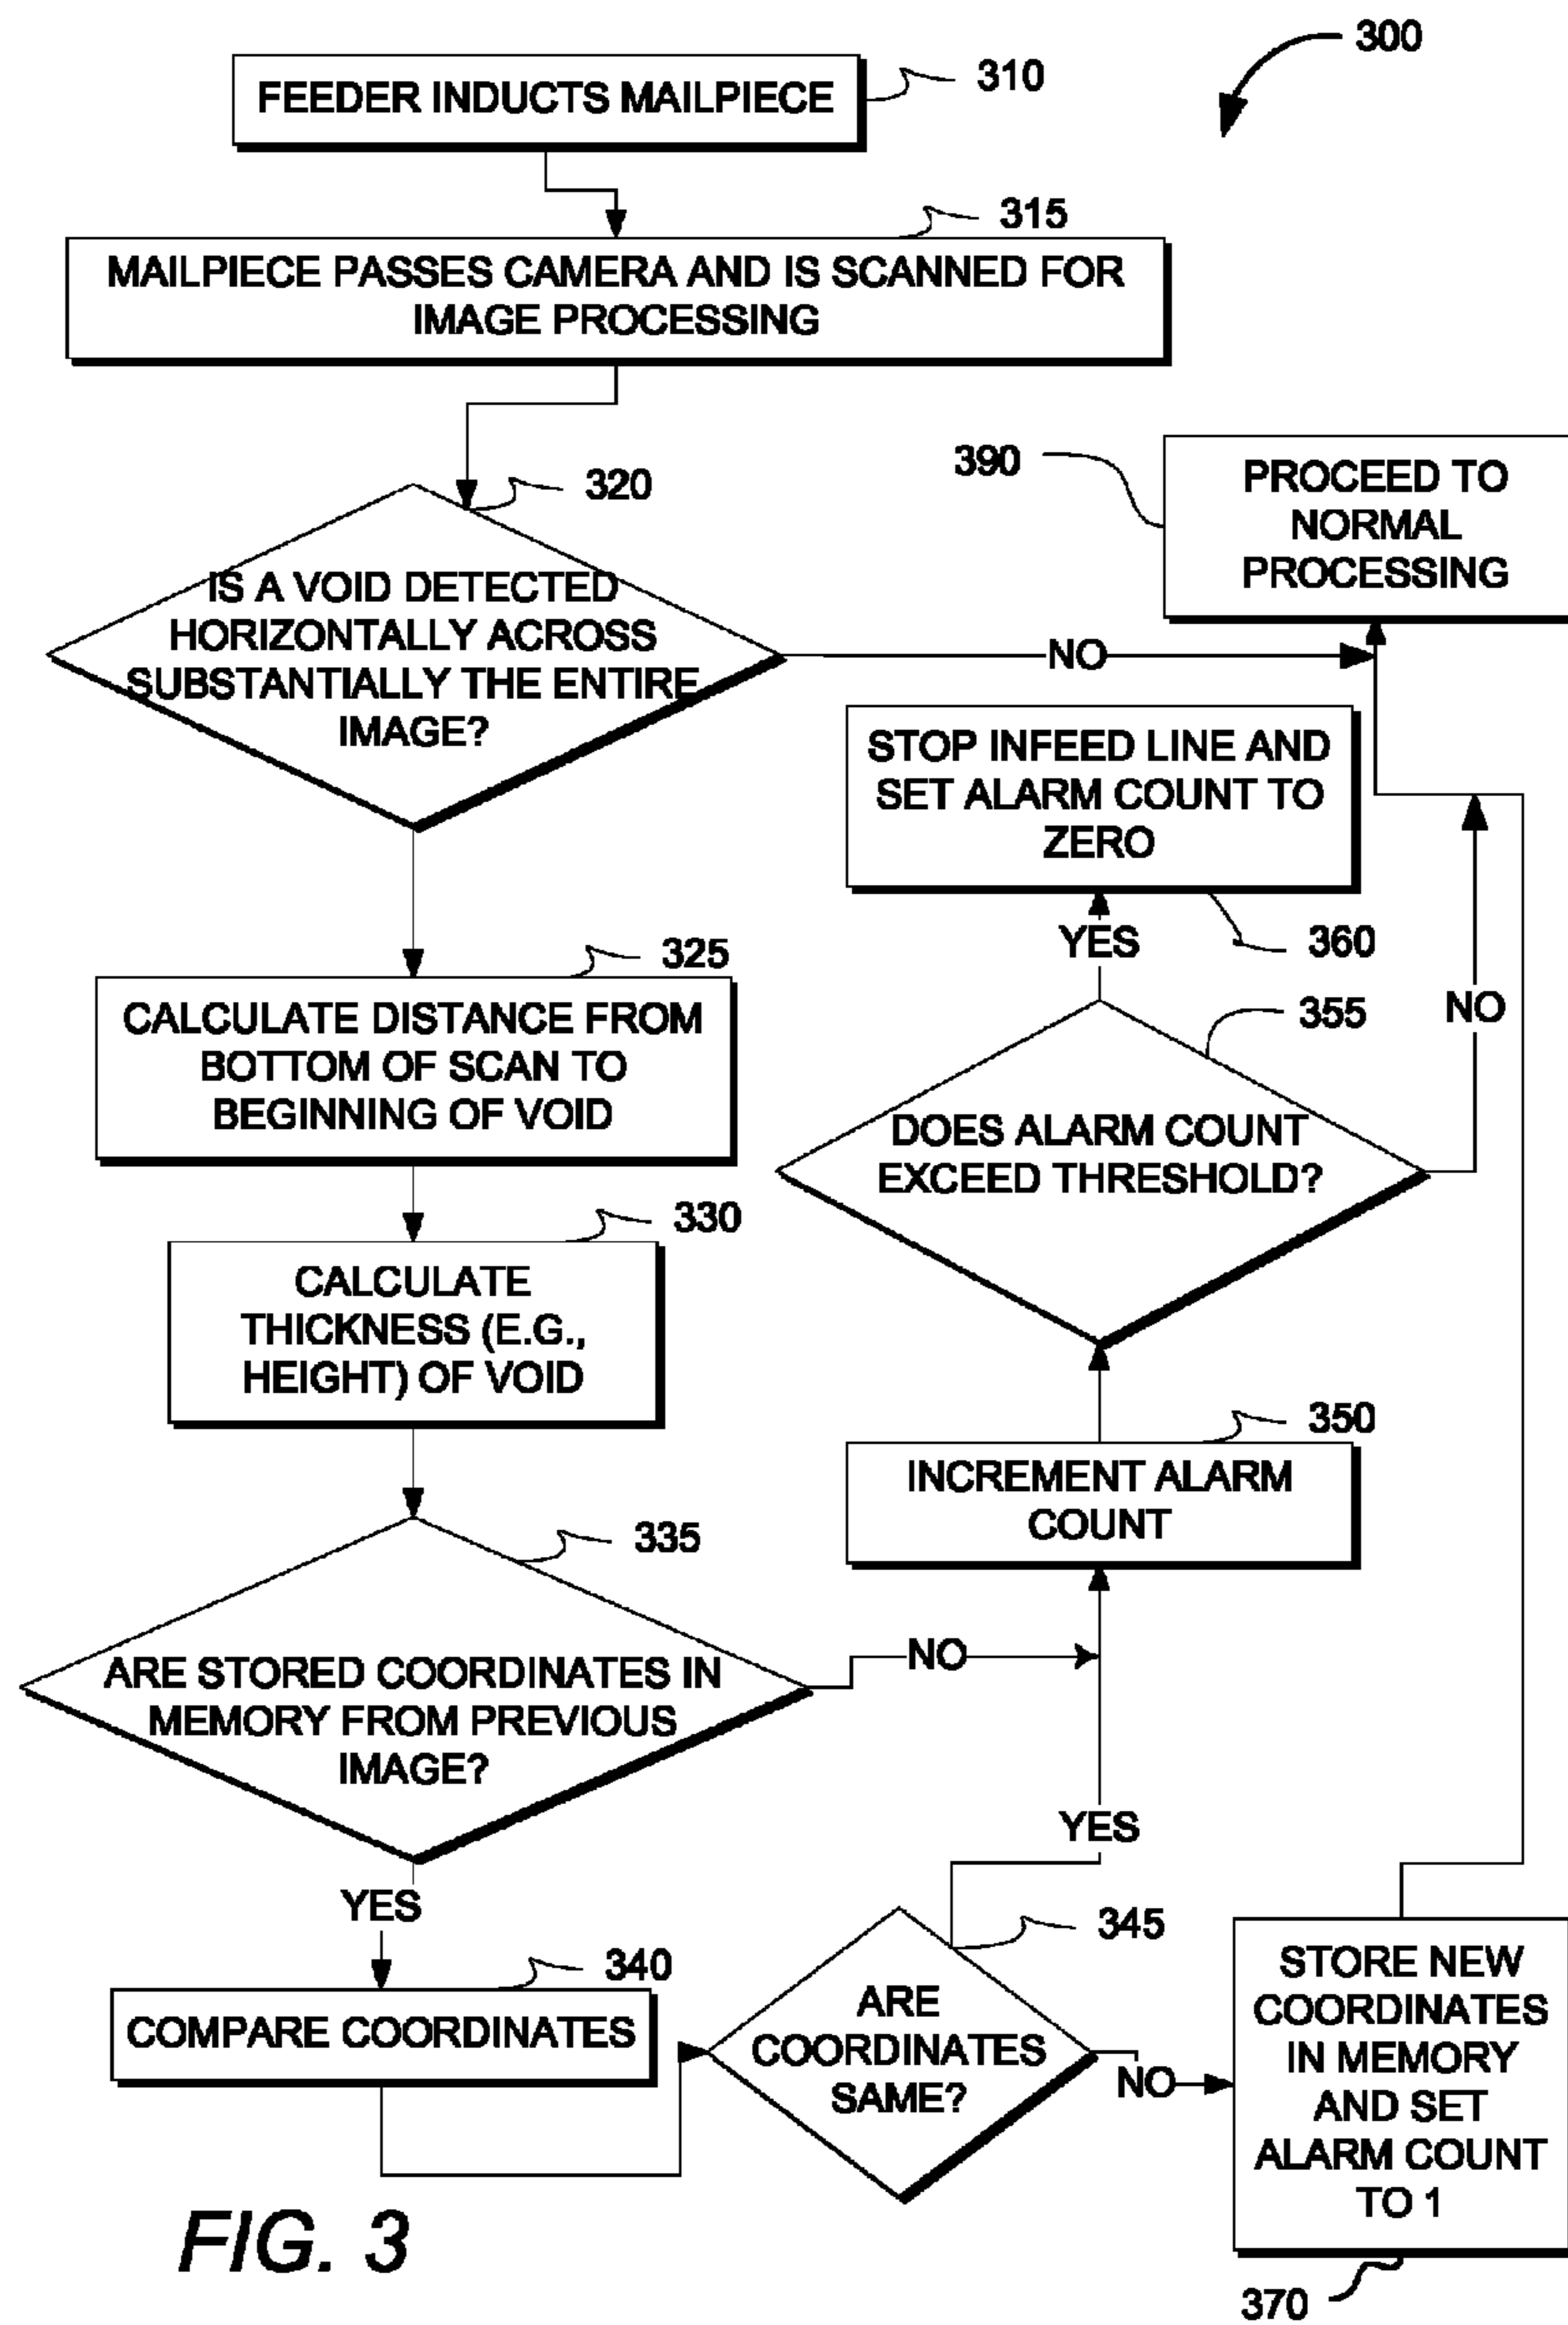 300
FEEDER INDUCTS MAILPIECE
310
315
MAILPIECE PASSES CAMERA AND IS SCANNED FOR
IMAGE PROCESSING
320
IS A VOID DETECTED
HORIZONTALLY ACROSS
SUBSTANTIALLY THE ENTIRE
IMAGE?
NO
390
PROCEED TO
NORMAL
PROCESSING
325
CALCULATE DISTANCE FROM
BOTTOM OF SCAN TO
BEGINNING OF VOID
330
CALCULATE
THICKNESS (E.G.,
HEIGHT) OF VOID
335
ARE STORED COORDINATES IN
MEMORY FROM PREVIOUS
IMAGE?
NO
YES
340
COMPARE COORDINATES
345
ARE
COORDINATES
SAME?
YES
NO
350
INCREMENT ALARM
COUNT
355
DOES ALARM COUNT
EXCEED THRESHOLD?
NO
YES
360
STOP INFEED LINE AND
SET ALARM COUNT TO
ZERO
STORE NEW
COORDINATES
IN MEMORY
AND SET
ALARM COUNT
TO 1
370
FIG. 3